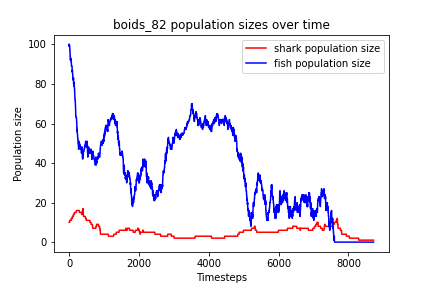 boids_82 population sizes over time
shark population size
fish population size
100
80
60
40
20
0
Population size
0 2000 4000 6000 8000
Timesteps